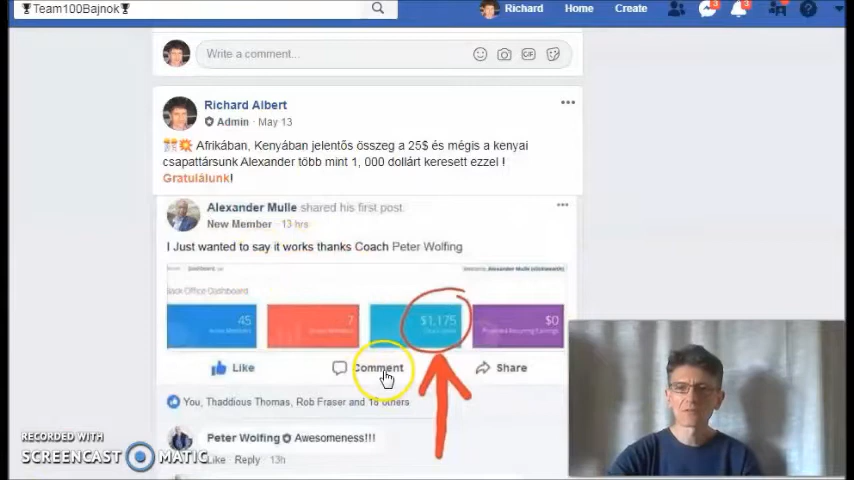 🏆Team100Bajnok🏆
Richard Home Create
Write a comment...
GIF
Richard Albert
Admin · May 13
🎊💥 Afrikában, Kenyában jelentős összeg a 25$ és mégis a kenyai
csapattársunk Alexander több mint 1, 000 dollárt keresett ezzel !
Gratulálunk!
Alexander Mulle shared his first post.
New Member · 13 hrs
I Just wanted to say it works thanks Coach Peter Wolfing
Back Office Dashboard
45 7 $1,175 $0
Like Comment Share
You, Thaddious Thomas, Rob Fraser and 18 others
Peter Wolfing Awesomeness!!!
Like · Reply · 13h
RECORDED WITH
SCREENCAST MATIC